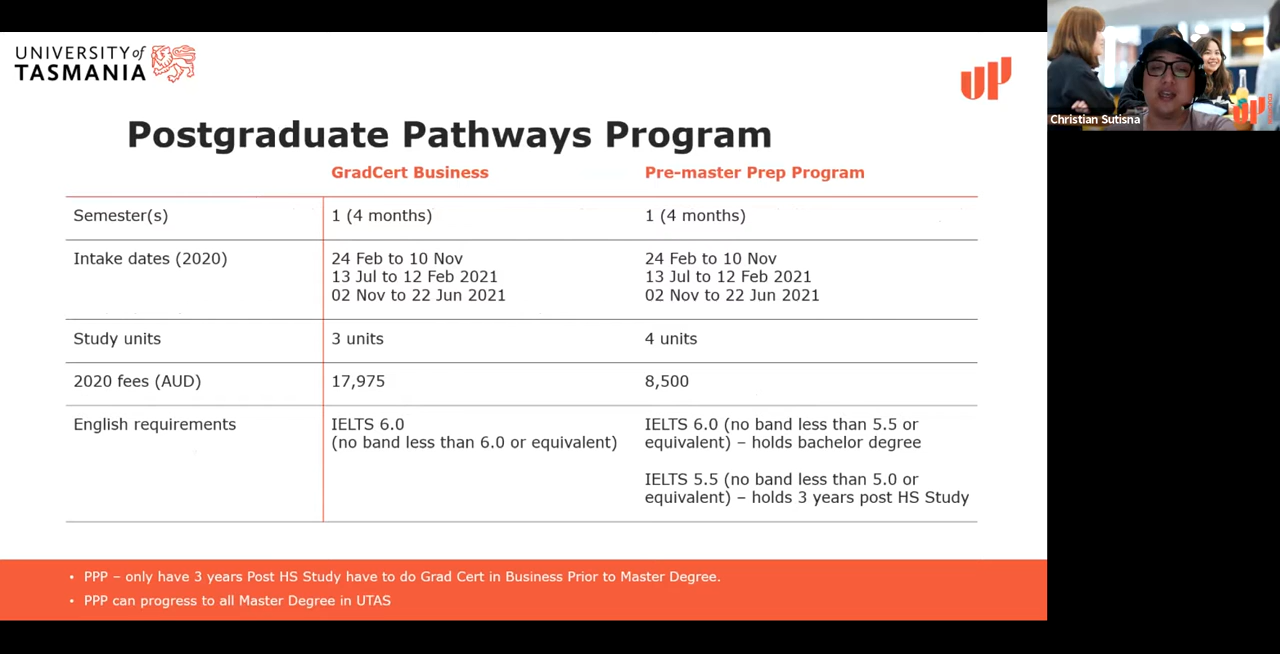 UNIVERSITY of
TASMANIA
UP
Christian Sutisna
UP
Postgraduate Pathways Program
GradCert Business
Pre-master Prep Program
Semester(s)
1 (4 months)
1 (4 months)
Intake dates (2020)
24 Feb to 10 Nov
13 Jul to 12 Feb 2021
02 Nov to 22 Jun 2021
24 Feb to 10 Nov
13 Jul to 12 Feb 2021
02 Nov to 22 Jun 2021
Study units
3 units
4 units
2020 fees (AUD)
17,975
8,500
English requirements
IELTS 6.0
(no band less than 6.0 or equivalent)
IELTS 6.0 (no band less than 5.5 or
equivalent) – holds bachelor degree
IELTS 5.5 (no band less than 5.0 or
equivalent) – holds 3 years post HS Study
• PPP – only have 3 years Post HS Study have to do Grad Cert in Business Prior to Master Degree.
• PPP can progress to all Master Degree in UTAS